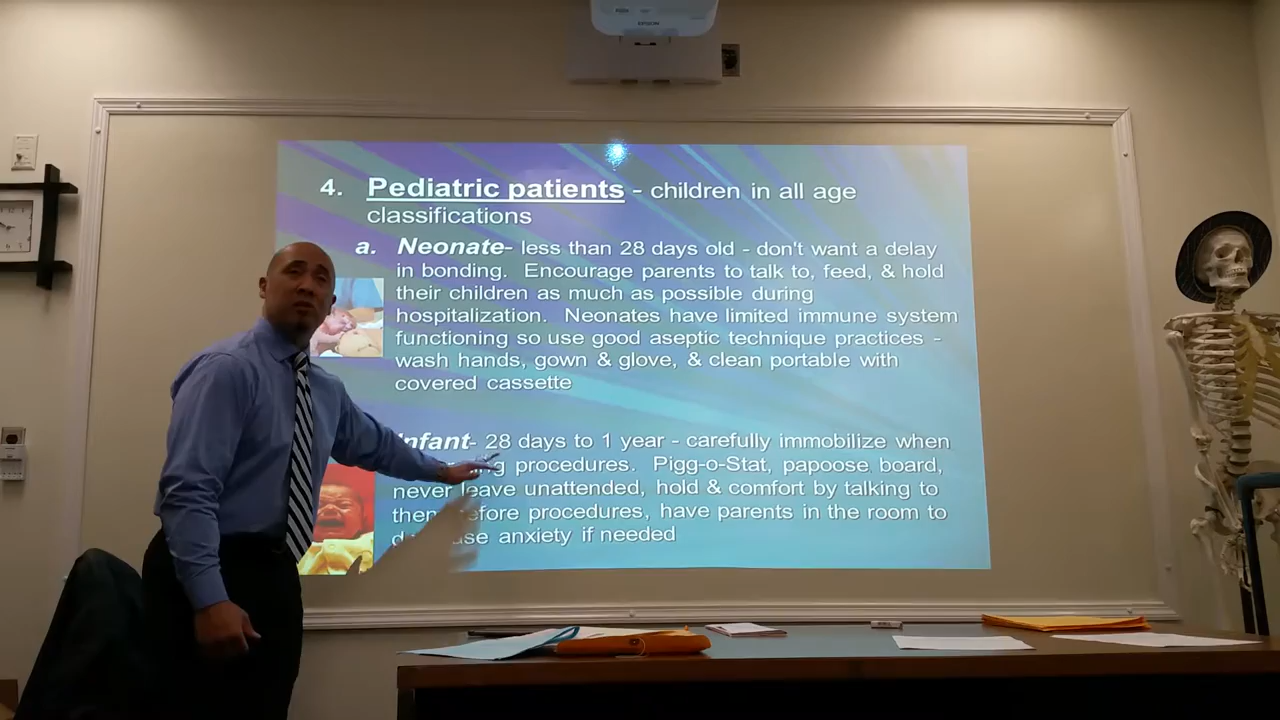 EPSON
4. Pediatric patients - children in all age
classifications
a. Neonate- less than 28 days old - don't want a delay
in bonding. Encourage parents to talk to, feed, & hold
their children as much as possible during
hospitalization. Neonates have limited immune system
functioning so use good aseptic technique practices -
wash hands, gown & glove, & clean portable with
covered cassette
Infant- 28 days to 1 year - carefully immobilize when
procedures. Pigg-o-Stat, papoose board,
never leave unattended, hold & comfort by talking to
before procedures, have parents in the room to
anxiety if needed